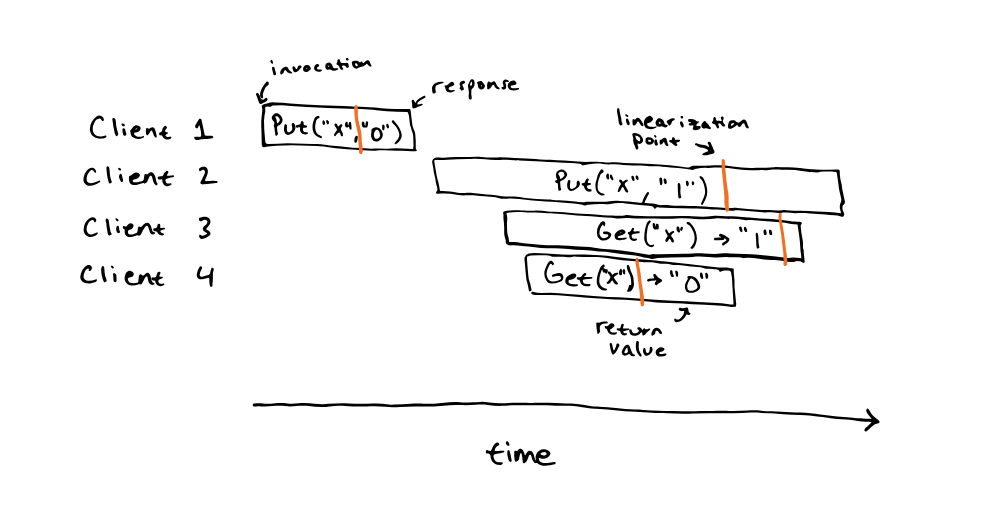 invocation
response
Client 1
Put("x","0")
linearization
point
Client 2
Put("x", "1")
Client 3
Get("x") → "1"
Client 4
Get("x") → "0"
return
value
time